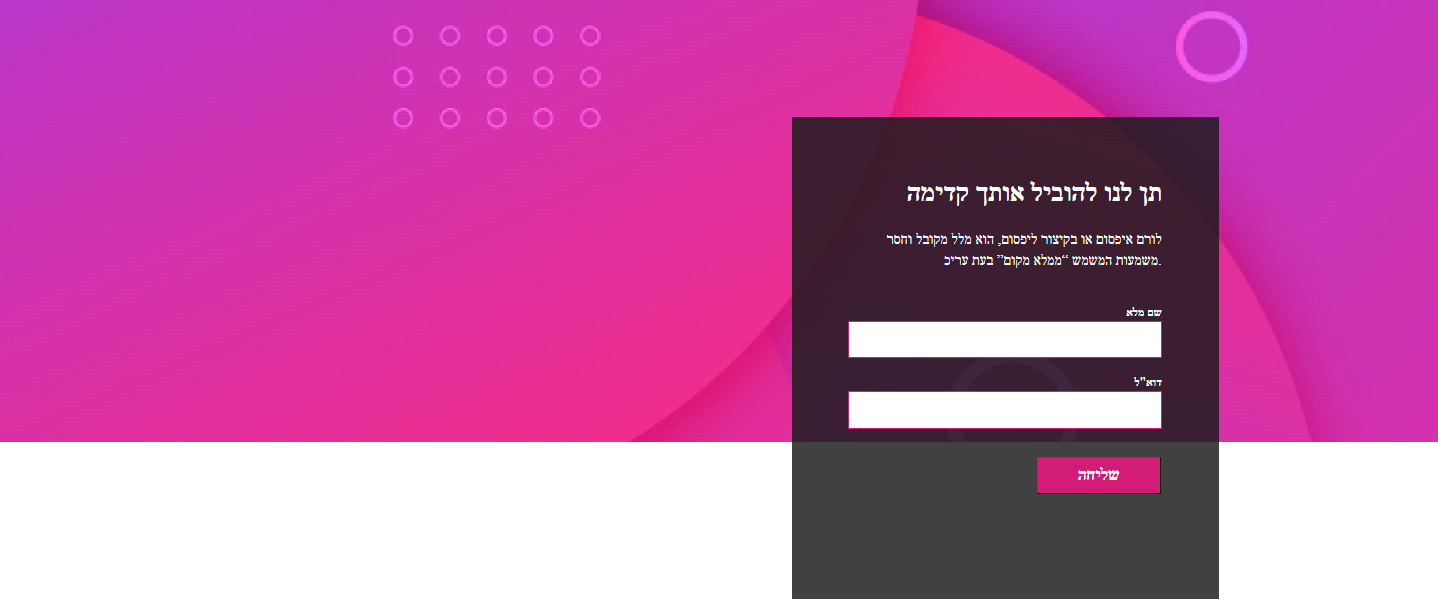 תן לנו להוביל אותך קדימה
לורם איפסום או בקיצור ליפסום, הוא מלל מקובל וחסר
משמעות המשמש “ממלא מקום” בעת עריכ.
שם מלא
דוא"ל
שליחה